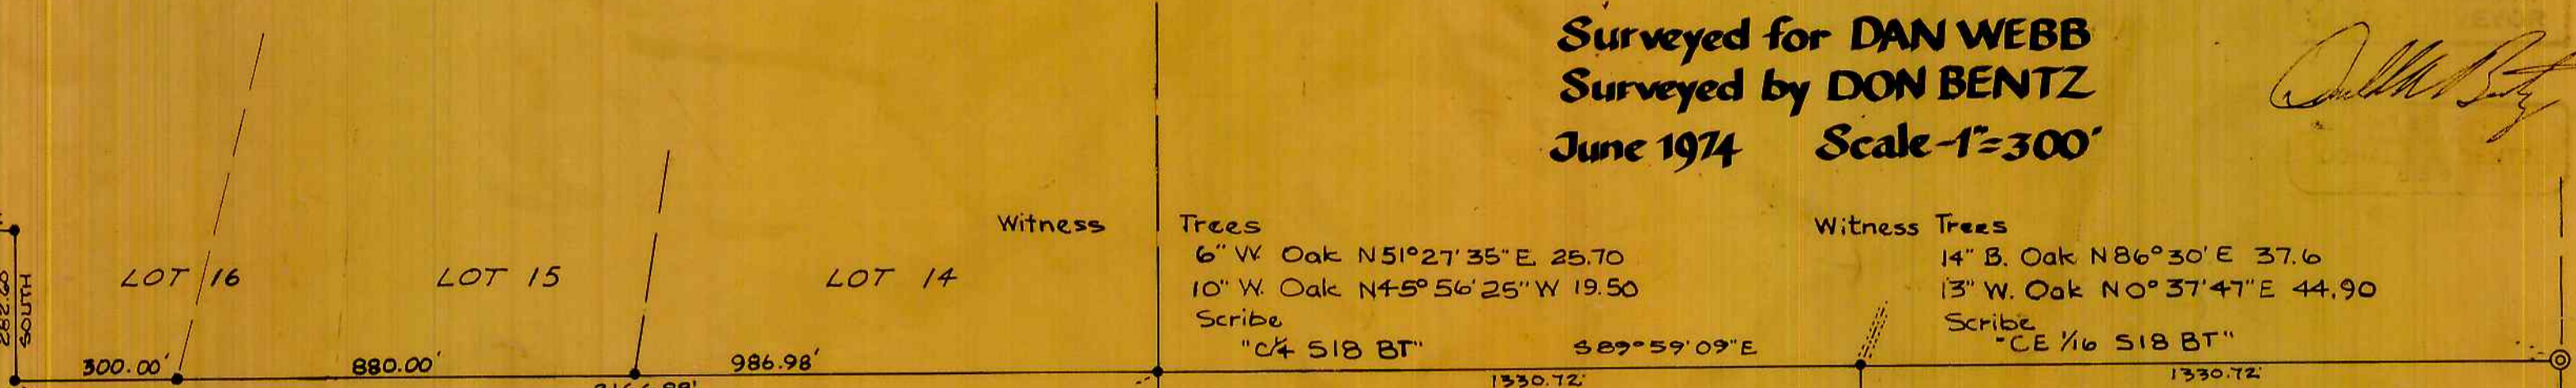 Surveyed for DAN WEBB
Surveyed by DON BENTZ
June 1974 Scale-1"=300'
Witness Trees
6" W. Oak N51°27'35"E 25.70
10" W. Oak N45°56'25"W 19.50
Scribe
"C/4 S18 BT"
Witness Trees
14" B. Oak N86°30'E 37.6
13" W. Oak N0°37'47"E 44.90
Scribe
"CE 1/16 S18 BT"
LOT 16
LOT 15
LOT 14
SOUTH
300.00'
880.00'
986.98'
S89°59'09"E
1330.72'
1330.72'